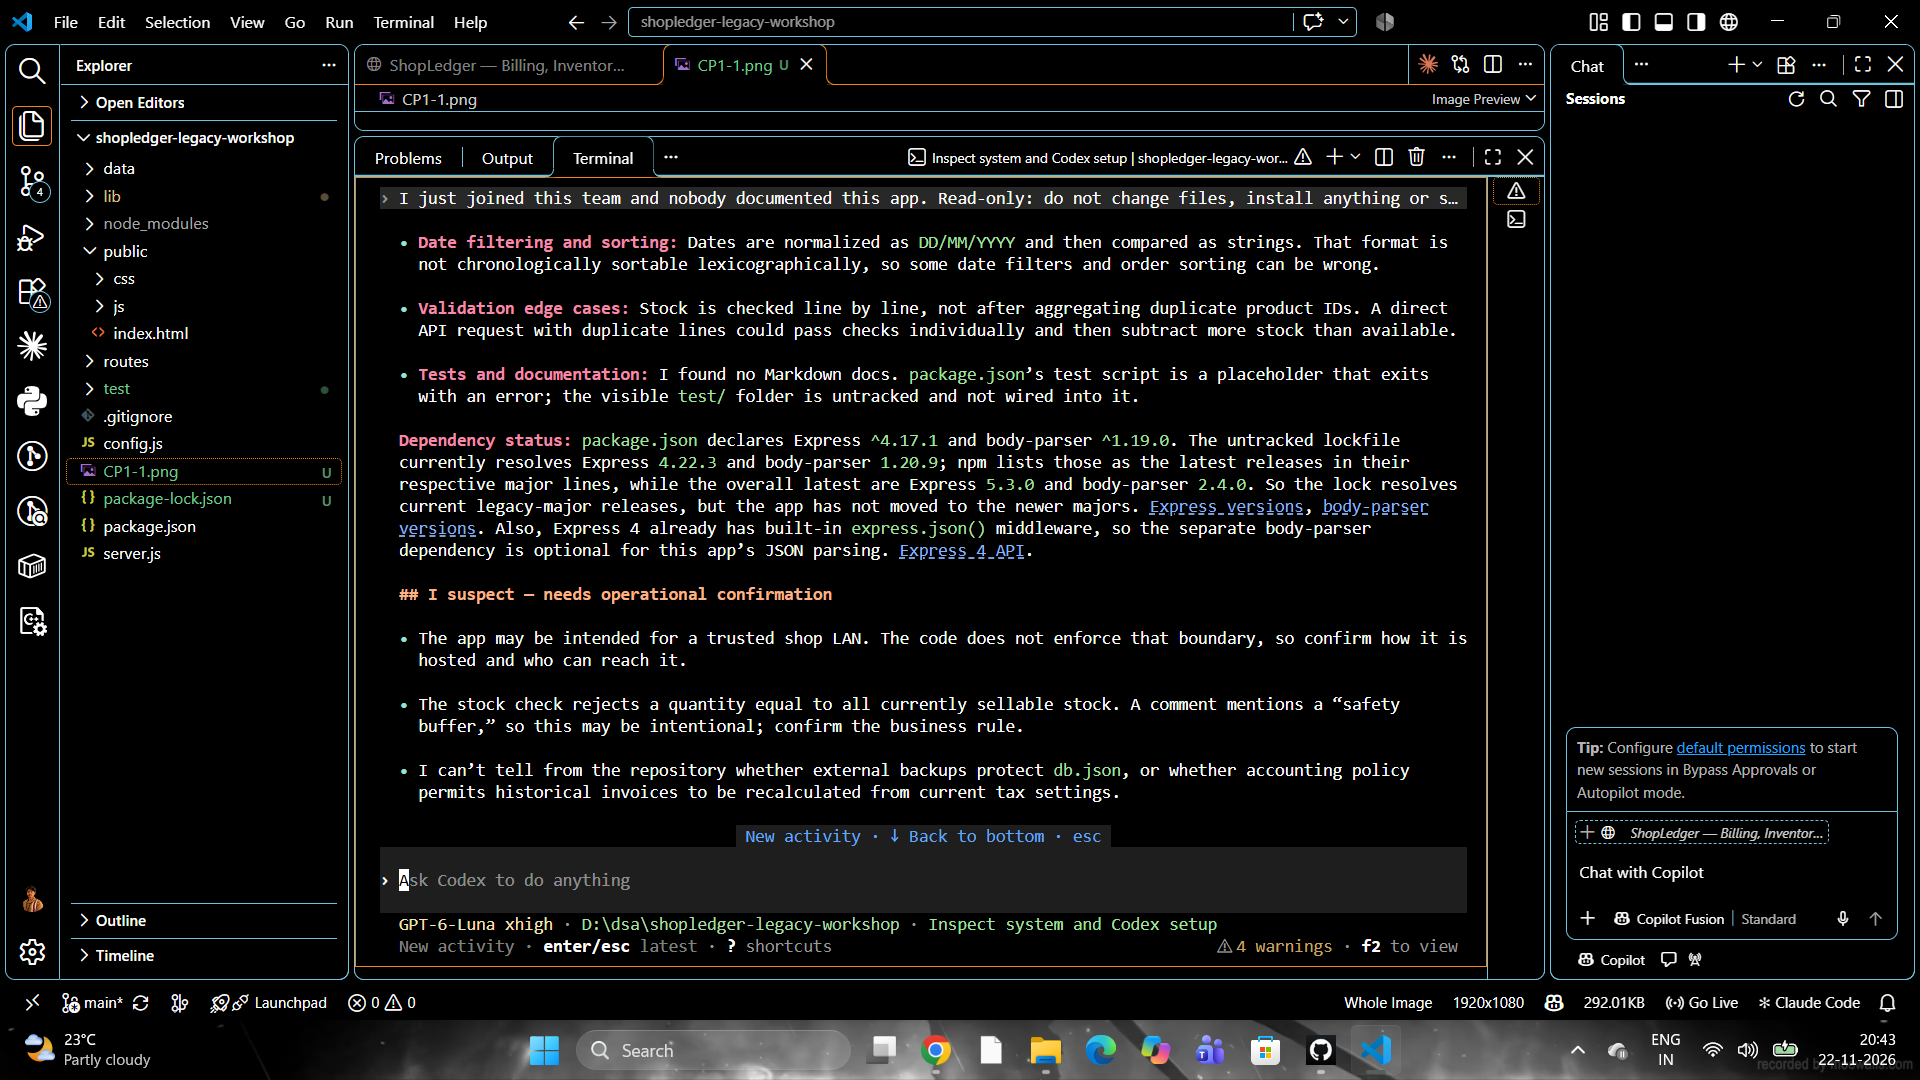 File Edit Selection View Go Run Terminal Help
shopledger-legacy-workshop
Explorer
Open Editors
shopledger-legacy-workshop
data
lib
node_modules
public
css
js
index.html
routes
test
.gitignore
JS config.js
CP1-1.png U
{} package-lock.json U
{} package.json
JS server.js
Outline
Timeline
4
ShopLedger — Billing, Inventor...
CP1-1.png U
CP1-1.png
Image Preview
Problems Output Terminal
Inspect system and Codex setup | shopledger-legacy-wor...
› I just joined this team and nobody documented this app. Read-only: do not change files, install anything or s…
• Date filtering and sorting: Dates are normalized as DD/MM/YYYY and then compared as strings. That format is
not chronologically sortable lexicographically, so some date filters and order sorting can be wrong.
• Validation edge cases: Stock is checked line by line, not after aggregating duplicate product IDs. A direct
API request with duplicate lines could pass checks individually and then subtract more stock than available.
• Tests and documentation: I found no Markdown docs. package.json’s test script is a placeholder that exits
with an error; the visible test/ folder is untracked and not wired into it.
Dependency status: package.json declares Express ^4.17.1 and body-parser ^1.19.0. The untracked lockfile
currently resolves Express 4.22.3 and body-parser 1.20.9; npm lists those as the latest releases in their
respective major lines, while the overall latest are Express 5.3.0 and body-parser 2.4.0. So the lock resolves
current legacy-major releases, but the app has not moved to the newer majors. Express versions, body-parser
versions. Also, Express 4 already has built-in express.json() middleware, so the separate body-parser
dependency is optional for this app’s JSON parsing. Express 4 API.
## I suspect — needs operational confirmation
• The app may be intended for a trusted shop LAN. The code does not enforce that boundary, so confirm how it is
hosted and who can reach it.
• The stock check rejects a quantity equal to all currently sellable stock. A comment mentions a “safety
buffer,” so this may be intentional; confirm the business rule.
• I can’t tell from the repository whether external backups protect db.json, or whether accounting policy
permits historical invoices to be recalculated from current tax settings.
New activity · ↓ Back to bottom · esc
› Ask Codex to do anything
GPT-6-Luna xhigh · D:\dsa\shopledger-legacy-workshop · Inspect system and Codex setup
New activity · enter/esc latest · ? shortcuts ⚠4 warnings · f2 to view
Chat
Sessions
Tip: Configure default permissions to start
new sessions in Bypass Approvals or
Autopilot mode.
ShopLedger — Billing, Inventor...
Chat with Copilot
Copilot Fusion Standard
Copilot
main* Launchpad 0 0
Whole Image 1920x1080 292.01KB Go Live Claude Code
23°C
Partly cloudy
Search
ENG
IN
20:43
22-11-2026